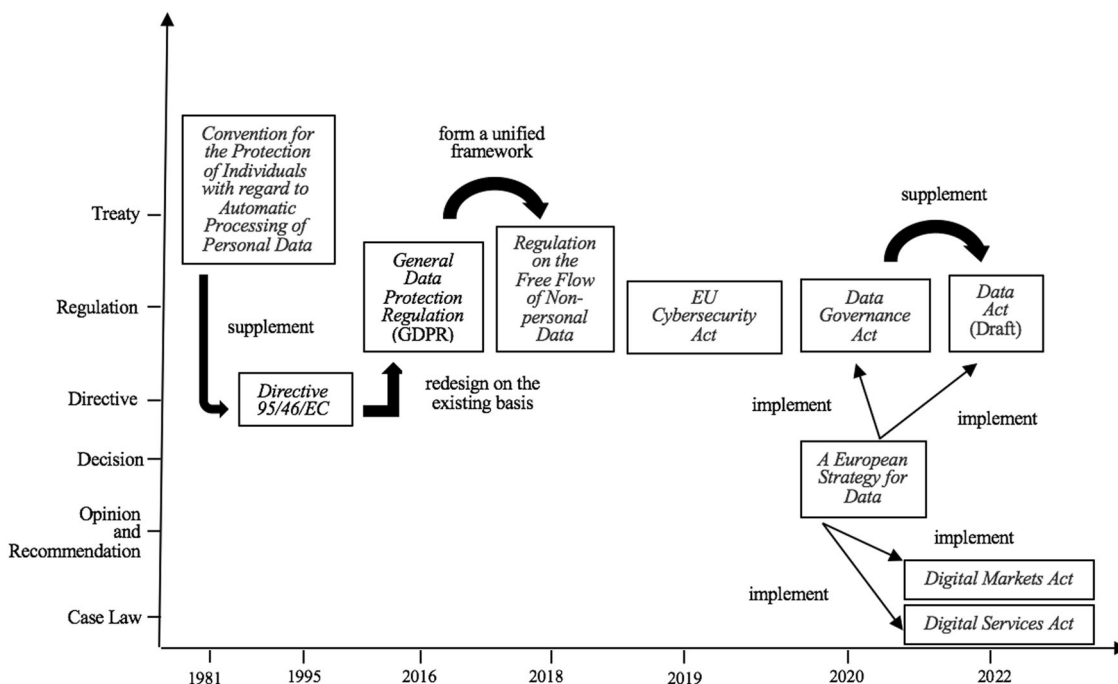 Convention for
the Protection
of Individuals
with regard to
Automatic
Processing of
Personal Data
form a unified
framework
supplement
Treaty
General
Data
Protection
Regulation
(GDPR)
Regulation
on the
Free Flow
of Non-
personal
Data
Regulation
EU
Cybersecurity
Act
Data
Governance
Act
Data
Act
(Draft)
supplement
Directive
Directive
95/46/EC
redesign on the
existing basis
implement
implement
Decision
A European
Strategy for
Data
Opinion
and
Recommendation
implement
Digital Markets Act
implement
Case Law
Digital Services Act
1981
1995
2016
2018
2019
2020
2022